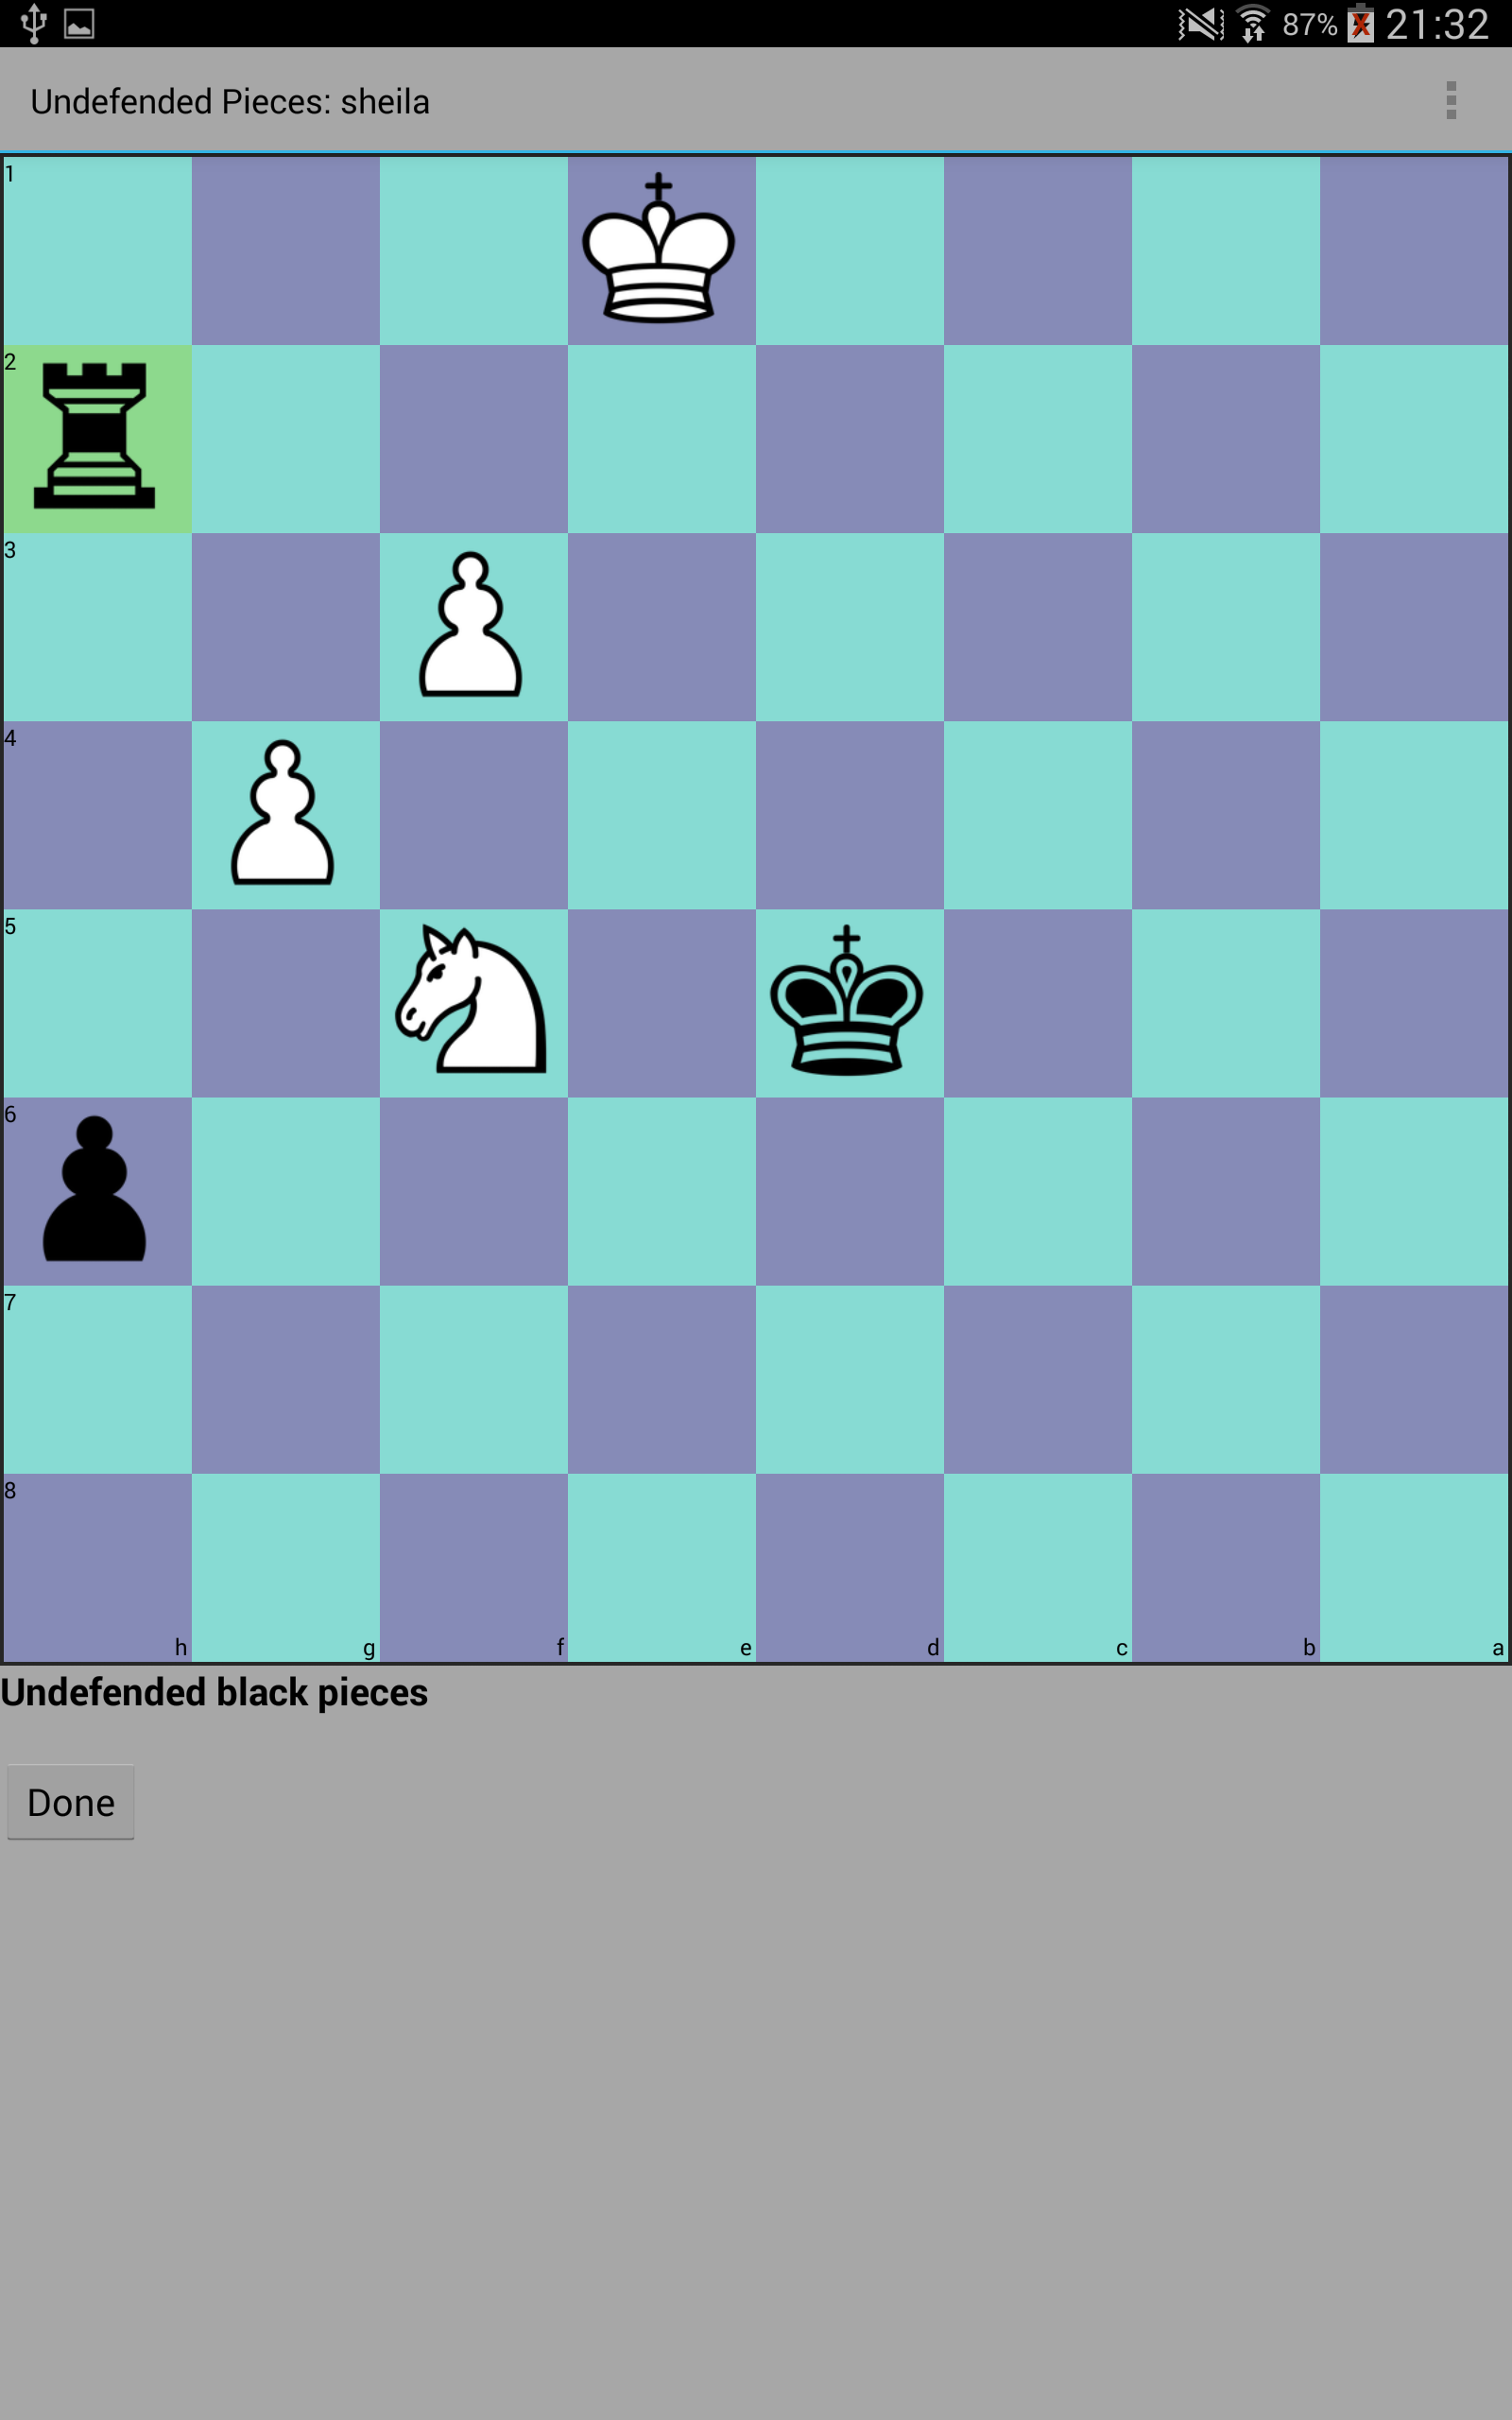 87% 21:32
Undefended Pieces: sheila
1
2
3
4
5
6
7
8
h g f e d c b a
Undefended black pieces
Done